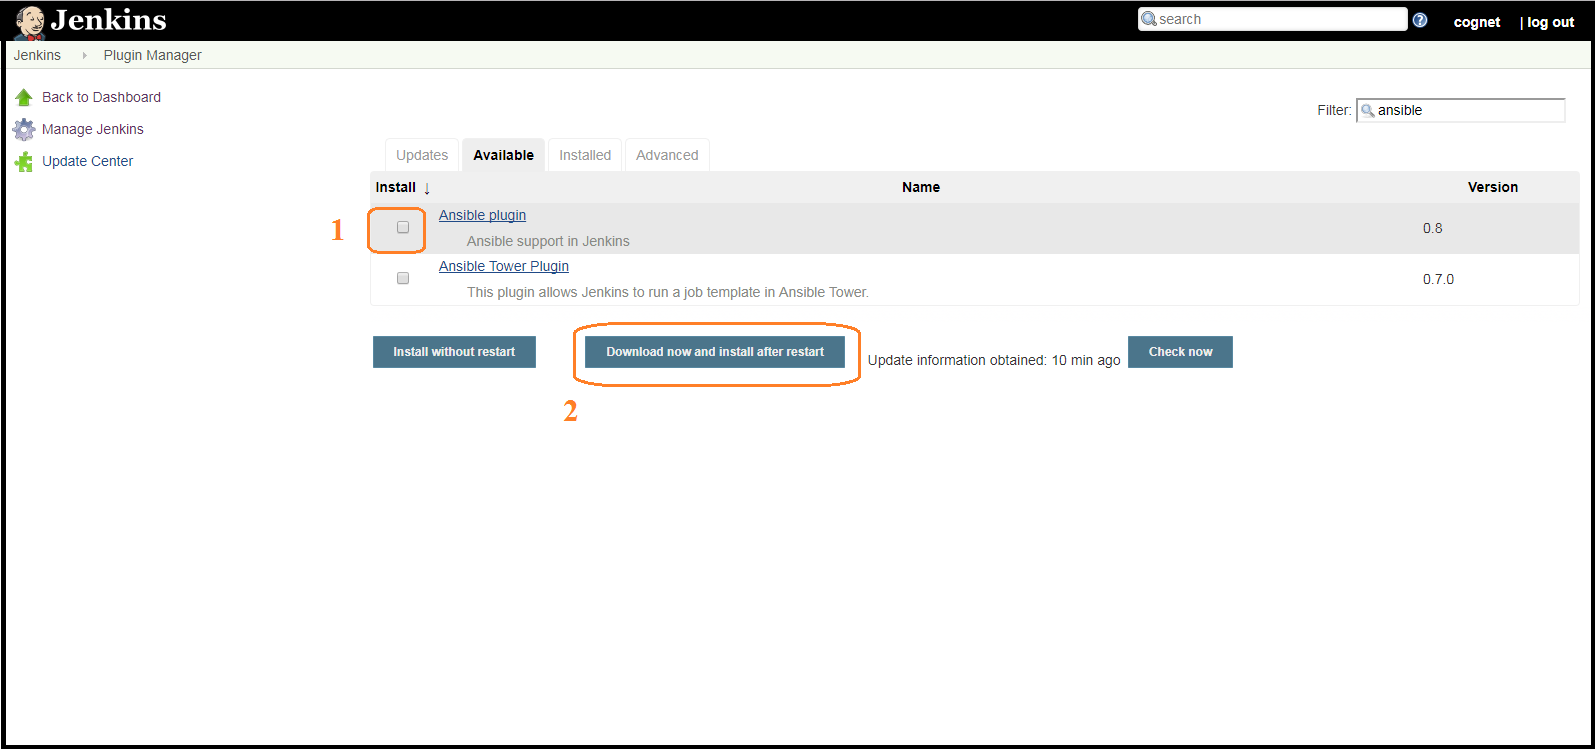 Jenkins
search
cognet
| log out
Jenkins
Plugin Manager
Back to Dashboard
Manage Jenkins
Update Center
Filter: ansible
Updates
Available
Installed
Advanced
Install ↓
Name
Version
1
Ansible plugin
Ansible support in Jenkins
0.8
Ansible Tower Plugin
This plugin allows Jenkins to run a job template in Ansible Tower.
0.7.0
Install without restart
Download now and install after restart
Update information obtained: 10 min ago
Check now
2